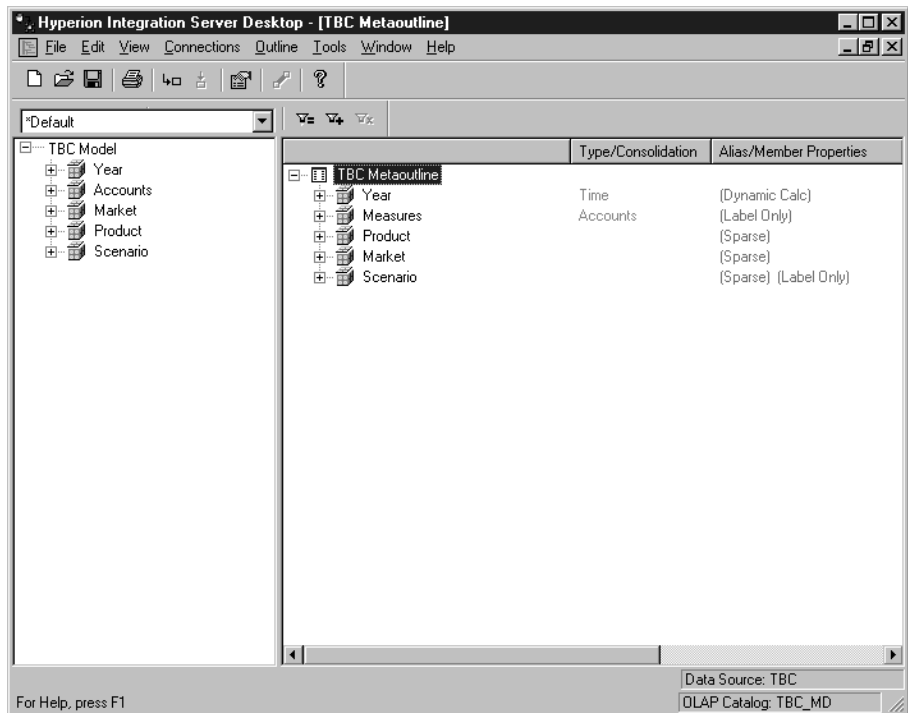 Hyperion Integration Server Desktop - [TBC Metaoutline]
File Edit View Connections Outline Tools Window Help
*Default
TBC Model
Year
Accounts
Market
Product
Scenario
Type/Consolidation Alias/Member Properties
TBC Metaoutline
Year Time (Dynamic Calc)
Measures Accounts (Label Only)
Product (Sparse)
Market (Sparse)
Scenario (Sparse) (Label Only)
Data Source: TBC
For Help, press F1 OLAP Catalog: TBC_MD